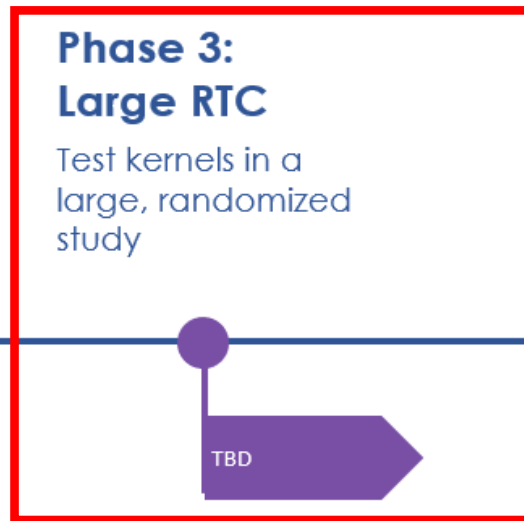 Phase 3:
Large RTC
Test kernels in a
large, randomized
study
TBD